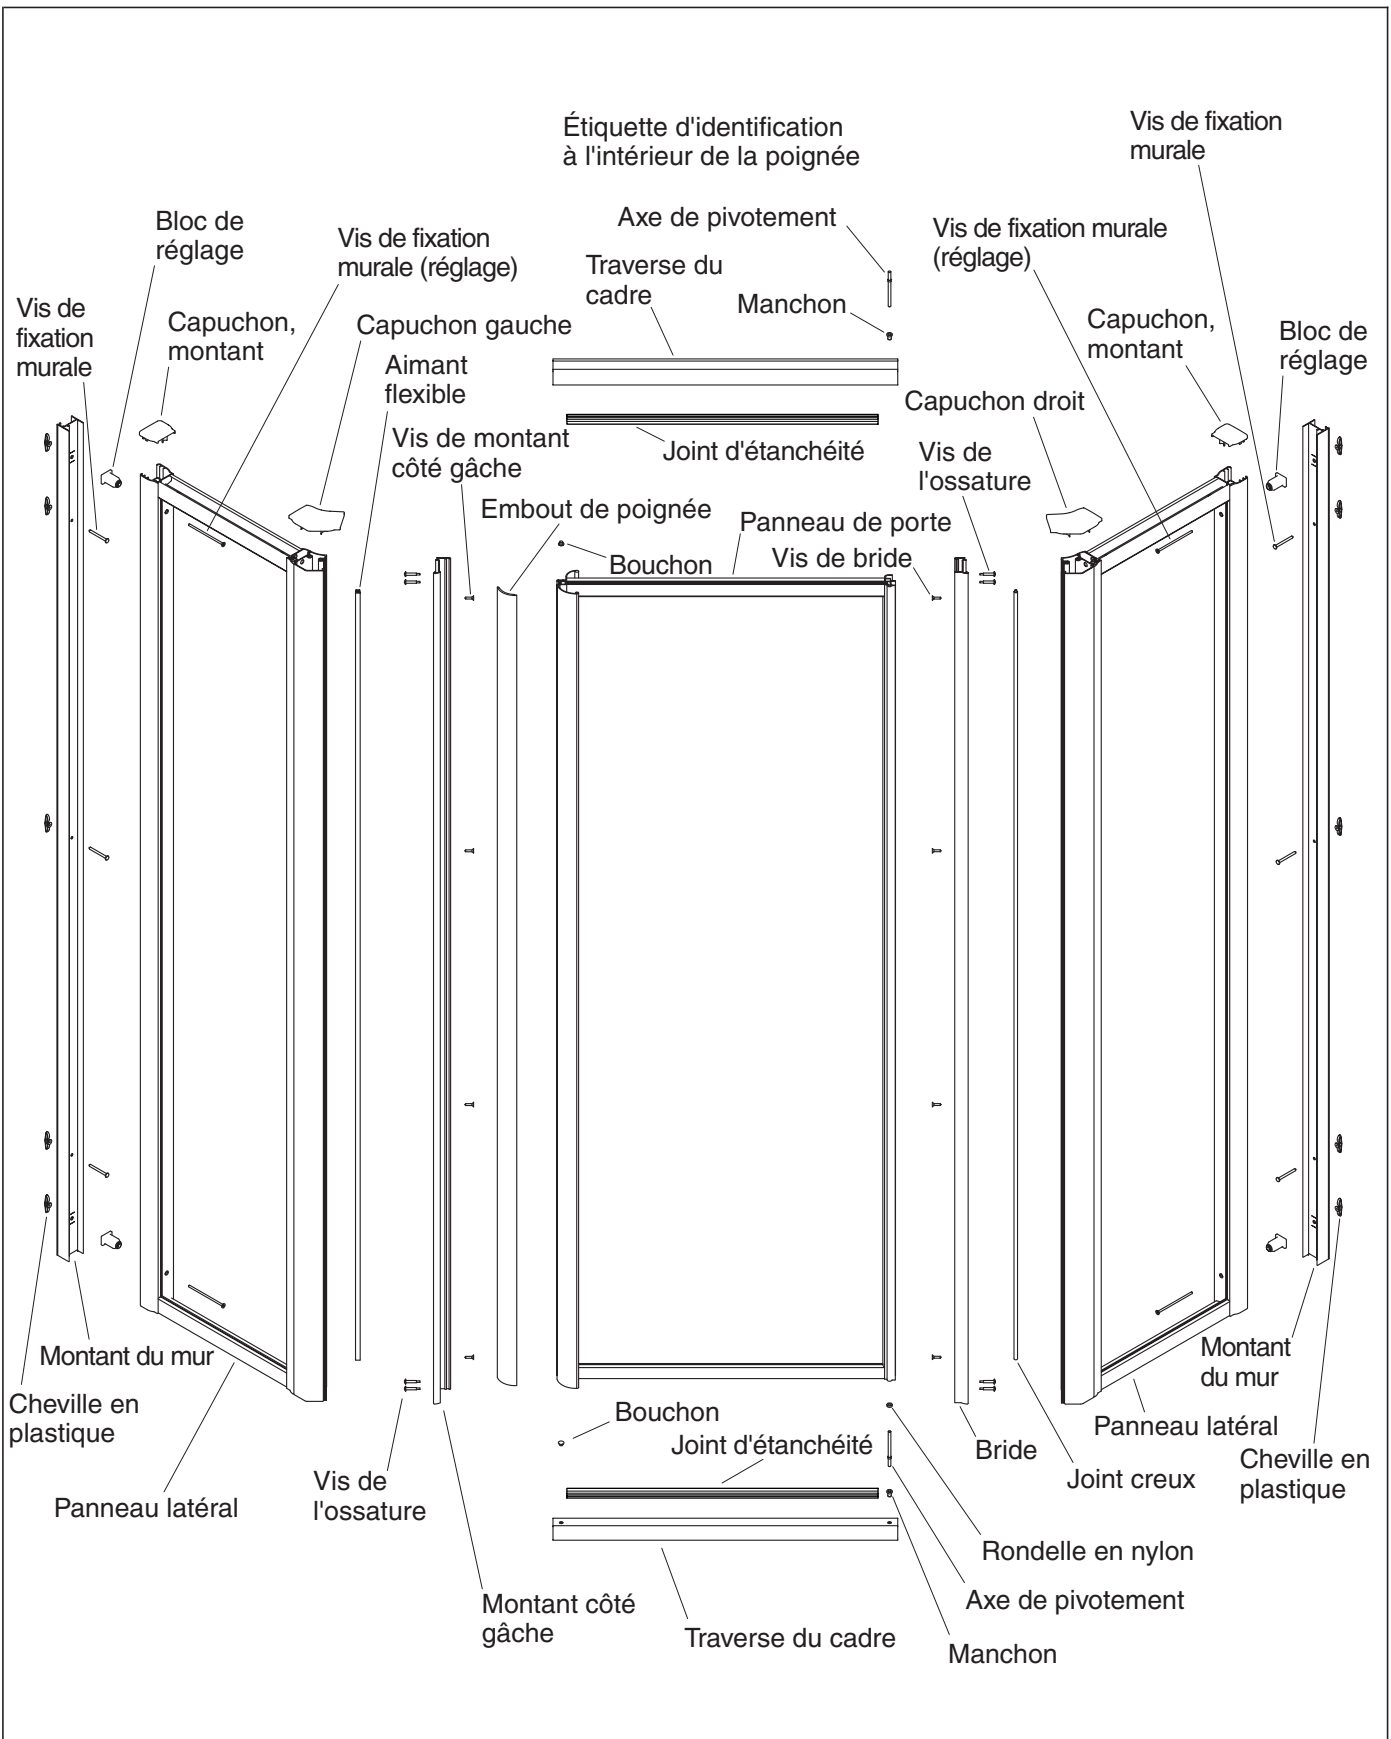 Étiquette d'identification
à l'intérieur de la poignée
Vis de fixation
murale
Axe de pivotement
Bloc de
réglage
Vis de fixation
murale (réglage)
Vis de fixation murale
(réglage)
Traverse du
cadre
Manchon
Vis de
fixation
murale
Capuchon,
montant
Capuchon gauche
Capuchon,
montant
Bloc de
réglage
Aimant
flexible
Capuchon droit
Vis de montant
côté gâche
Joint d'étanchéité
Vis de
l'ossature
Embout de poignée
Panneau de porte
Bouchon
Vis de bride
Montant du mur
Montant
du mur
Cheville en
plastique
Bouchon
Panneau latéral
Joint d'étanchéité
Bride
Cheville en
plastique
Joint creux
Vis de
l'ossature
Panneau latéral
Rondelle en nylon
Axe de pivotement
Montant côté
gâche
Traverse du cadre
Manchon